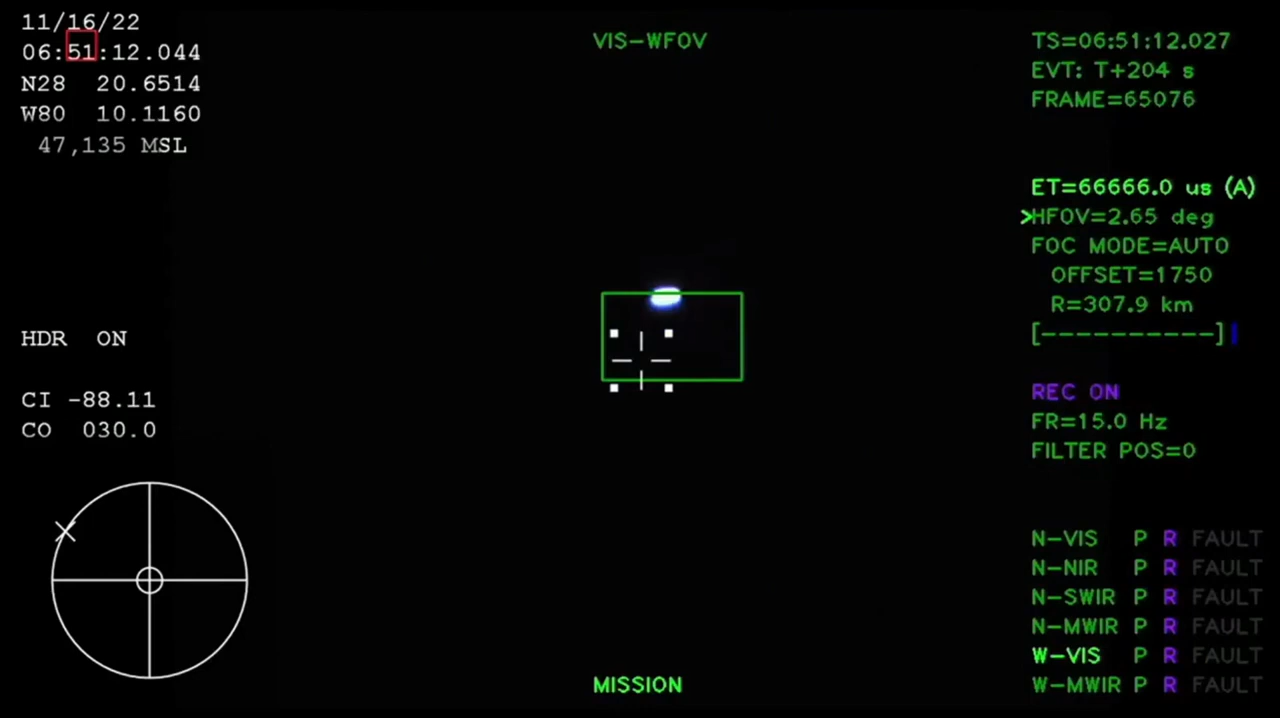 11/16/22
06:51:12.044
N28 20.6514
W80 10.1160
47,135 MSL
HDR ON
CI -88.11
CO 030.0
VIS-WFOV
MISSION
TS=06:51:12.027
EVT: T+204 s
FRAME=65076
ET=66666.0 us (A)
>HFOV=2.65 deg
FOC MODE=AUTO
OFFSET=1750
R=307.9 km
[----------]
REC ON
FR=15.0 Hz
FILTER POS=0
N-VIS P R FAULT
N-NIR P R FAULT
N-SWIR P R FAULT
N-MWIR P R FAULT
W-VIS P R FAULT
W-MWIR P R FAULT